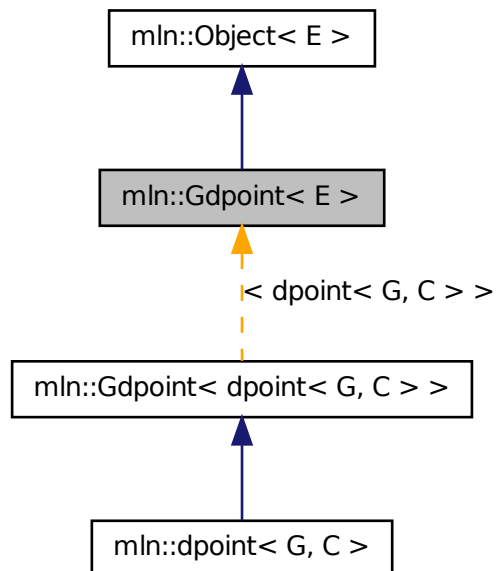 mln::Object< E >
mln::Gdpoint< E >
< dpoint< G, C > >
mln::Gdpoint< dpoint< G, C > >
mln::dpoint< G, C >